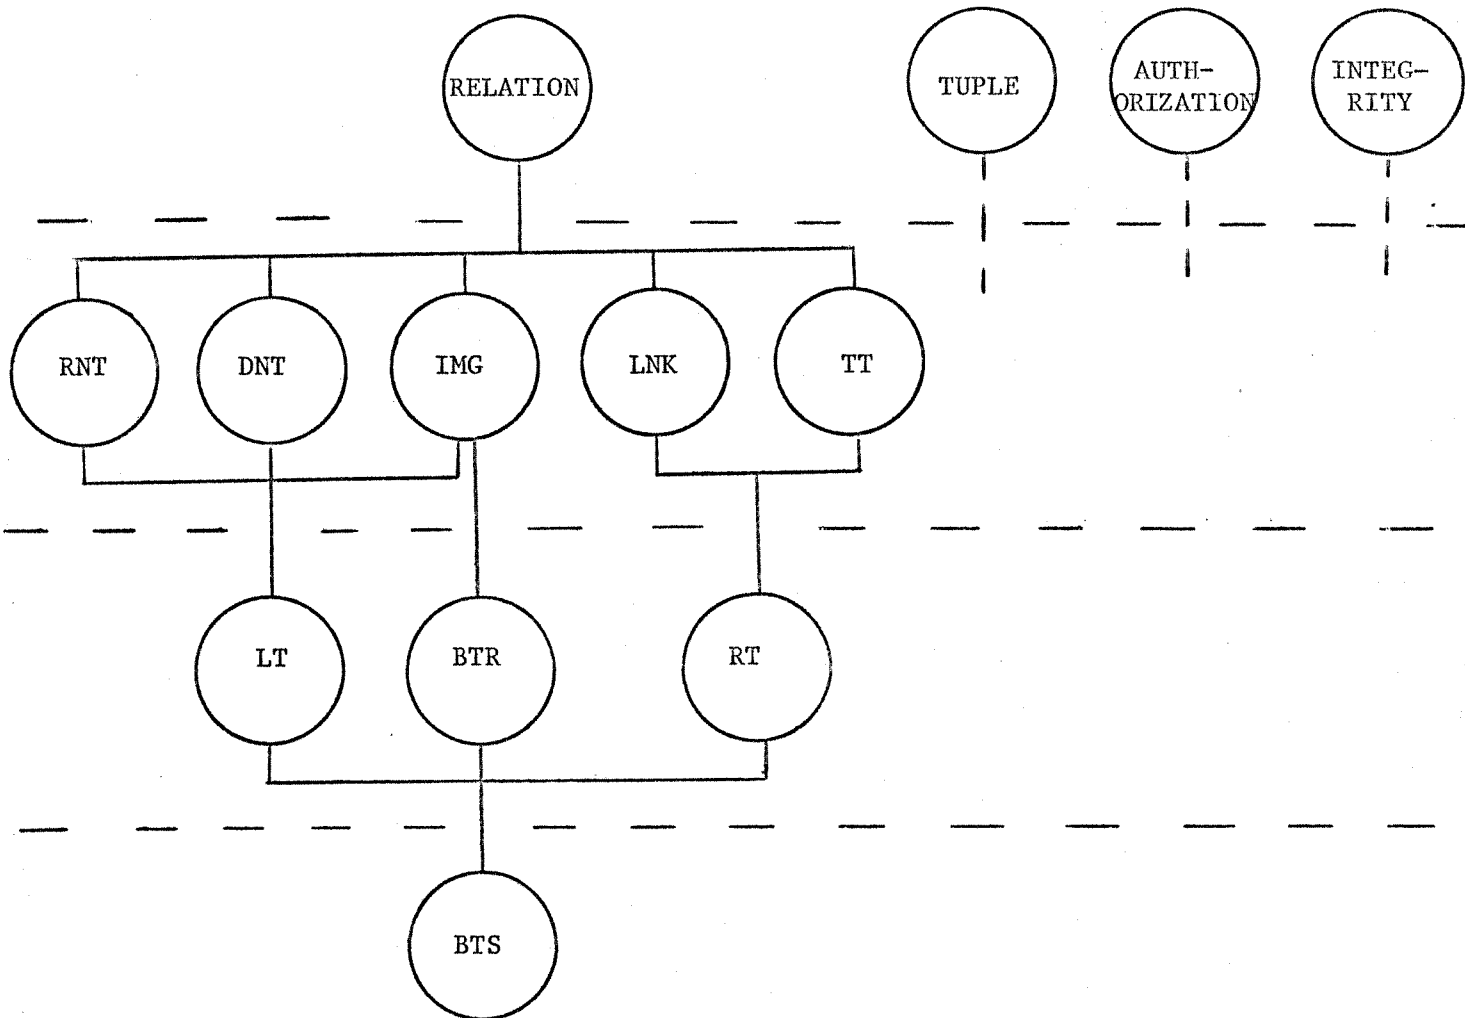 RELATION
TUPLE
AUTH-
ORIZATION
INTEG-
RITY
RNT
DNT
IMG
LNK
TT
LT
BTR
RT
BTS